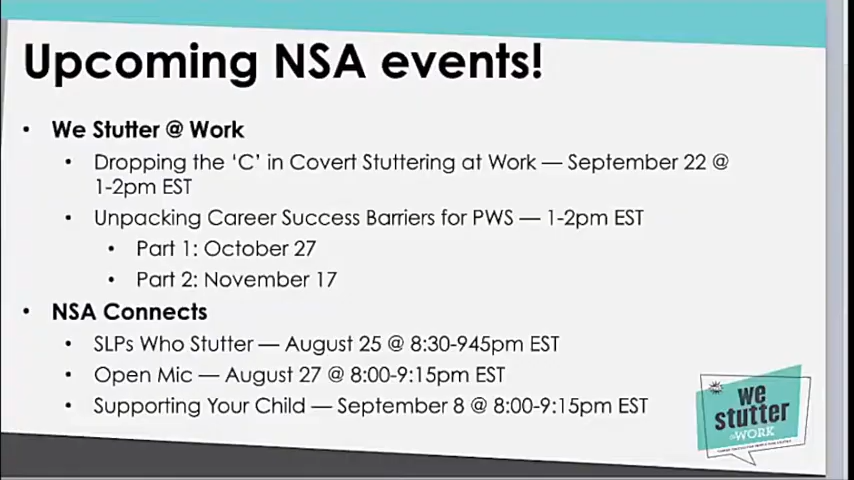 Upcoming NSA events!
• We Stutter @ Work
• Dropping the ‘C’ in Covert Stuttering at Work — September 22 @
1-2pm EST
• Unpacking Career Success Barriers for PWS — 1-2pm EST
• Part 1: October 27
• Part 2: November 17
• NSA Connects
• SLPs Who Stutter — August 25 @ 8:30-945pm EST
• Open Mic — August 27 @ 8:00-9:15pm EST
• Supporting Your Child — September 8 @ 8:00-9:15pm EST
we
stutter
@WORK